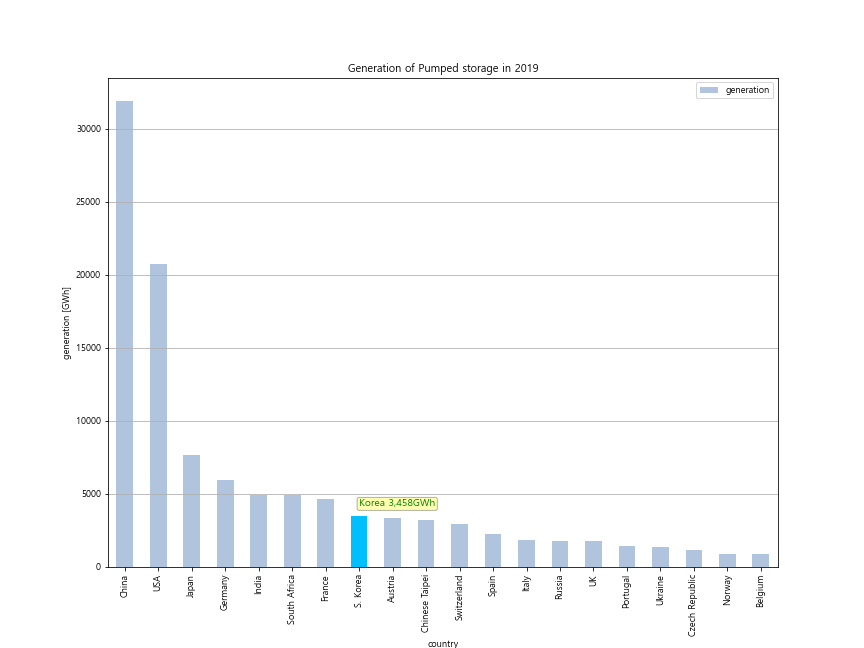 Generation of Pumped storage in 2019
generation
30000
25000
20000
15000
10000
5000
0
generation [GWh]
Korea 3,458GWh
China
USA
Japan
Germany
India
South Africa
France
S. Korea
Austria
Chinese Taipei
Switzerland
Spain
Italy
Russia
UK
Portugal
Ukraine
Czech Republic
Norway
Belgium
country